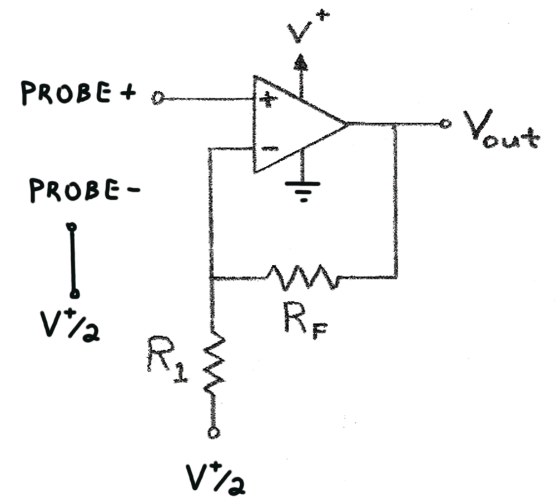 V⁺
PROBE +
+
−
Vout
PROBE −
V⁺/2
RF
R1
V⁺/2